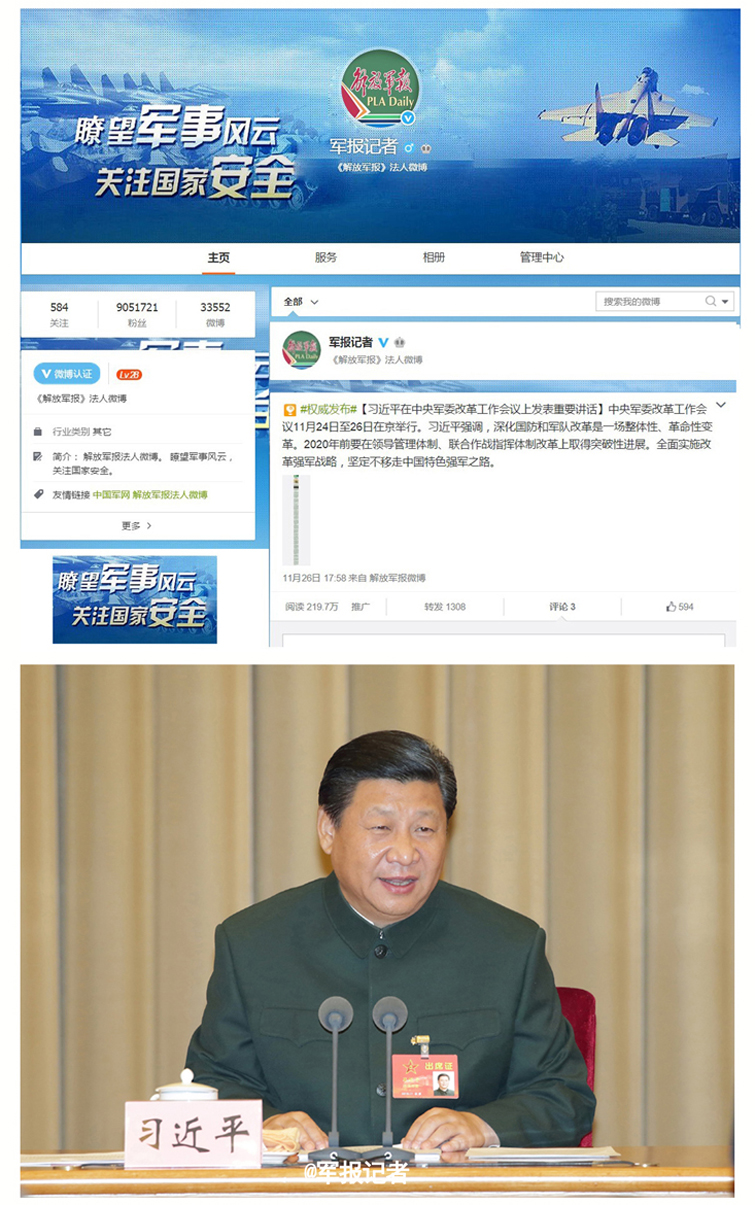 瞭望军事风云
关注国家安全
解放军报
PLA Daily
军报记者
《解放军报》法人微博
主页 服务 相册 管理中心
584 9051721 33552
关注 粉丝 微博
全部
搜索我的微博
解放军报
PLA Daily
军报记者
《解放军报》法人微博
微博认证 Lv.28
《解放军报》法人微博
行业类别 其它
简介： 解放军报法人微博。 瞭望军事风云，
关注国家安全。
友情链接 中国军网 解放军报法人微博
更多
#权威发布#【习近平在中央军委改革工作会议上发表重要讲话】中央军委改革工作会
议11月24日至26日在京举行。习近平强调，深化国防和军队改革是一场整体性、革命性变
革。2020年前要在领导管理体制、联合作战指挥体制改革上取得突破性进展。全面实施改
革强军战略，坚定不移走中国特色强军之路。
11月26日 17:58 来自 解放军报微博
阅读 219.7万 推广 转发 1308 评论 3 594
瞭望军事风云
关注国家安全
出席证
习近平
@军报记者